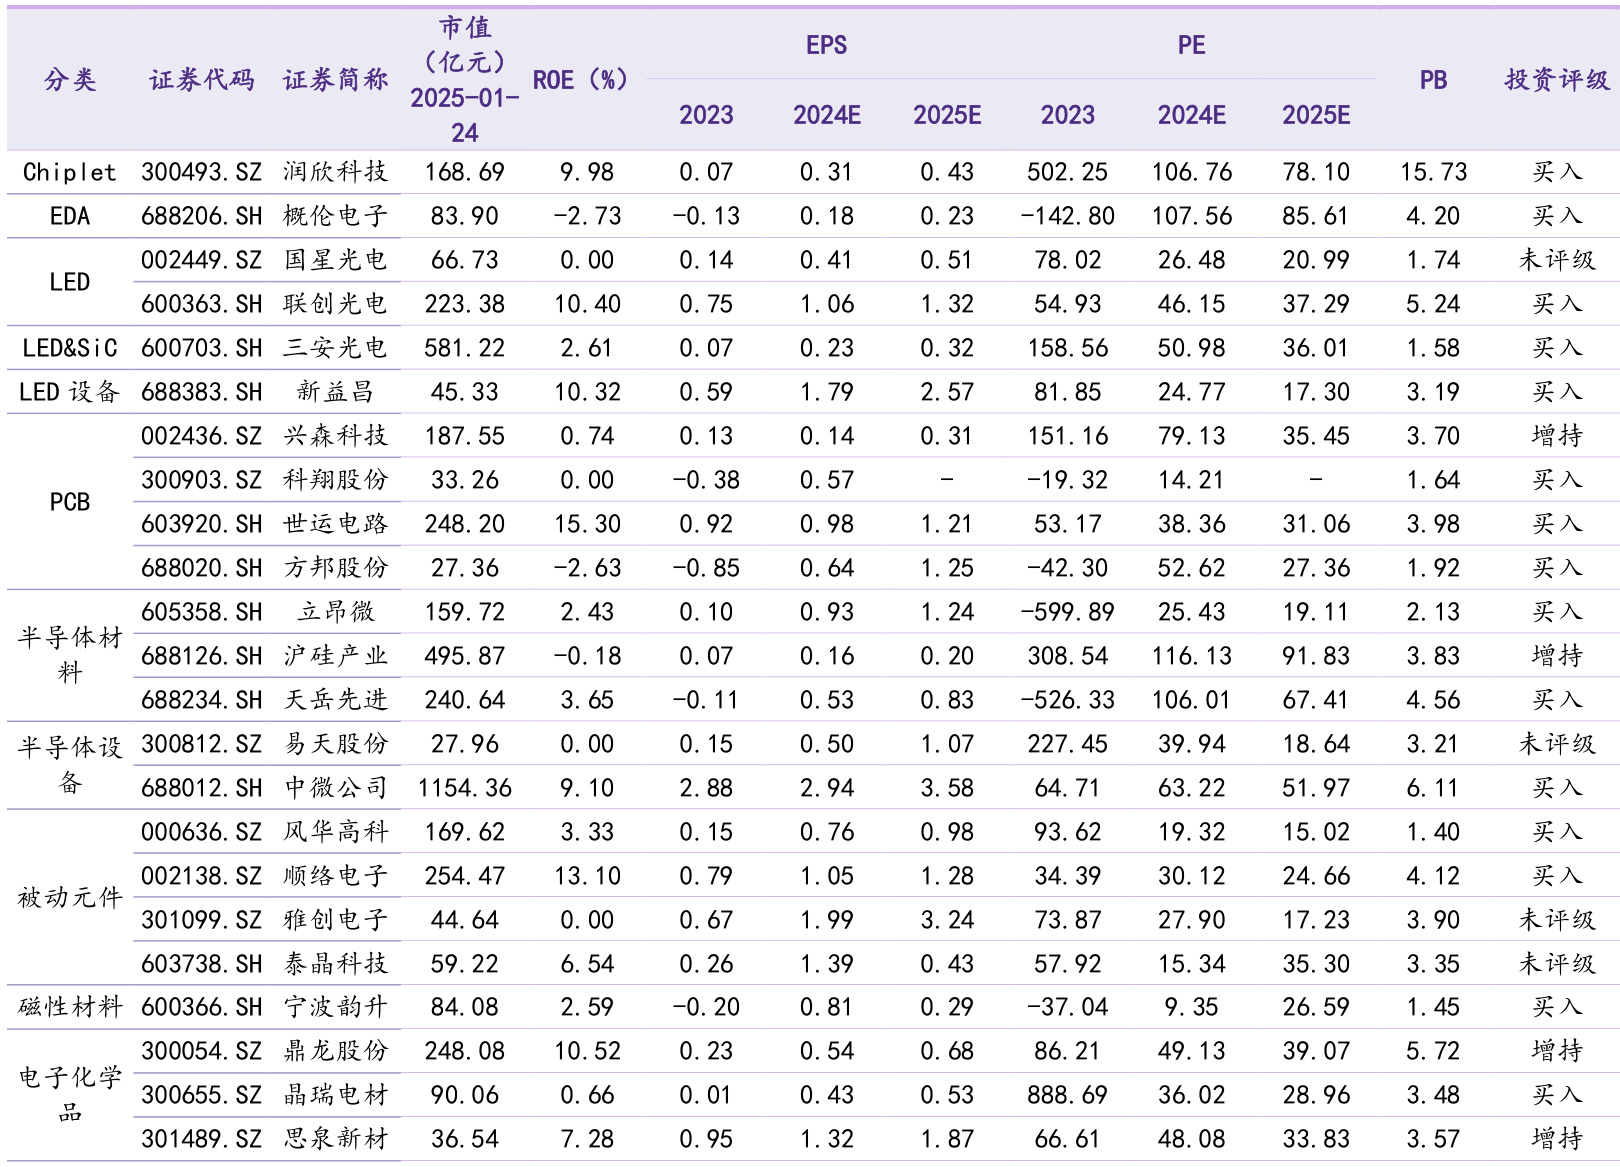 分类 证券代码 证券简称 市值（亿元）2025-01-24 ROE（%） EPS PE PB 投资评级
2023 2024E 2025E 2023 2024E 2025E
Chiplet 300493.SZ 润欣科技 168.69 9.98 0.07 0.31 0.43 502.25 106.76 78.10 15.73 买入
EDA 688206.SH 概伦电子 83.90 -2.73 -0.13 0.18 0.23 -142.80 107.56 85.61 4.20 买入
LED 002449.SZ 国星光电 66.73 0.00 0.14 0.41 0.51 78.02 26.48 20.99 1.74 未评级
600363.SH 联创光电 223.38 10.40 0.75 1.06 1.32 54.93 46.15 37.29 5.24 买入
LED&SiC 600703.SH 三安光电 581.22 2.61 0.07 0.23 0.32 158.56 50.98 36.01 1.58 买入
LED 设备 688383.SH 新益昌 45.33 10.32 0.59 1.79 2.57 81.85 24.77 17.30 3.19 买入
PCB 002436.SZ 兴森科技 187.55 0.74 0.13 0.14 0.31 151.16 79.13 35.45 3.70 增持
300903.SZ 科翔股份 33.26 0.00 -0.38 0.57 - -19.32 14.21 - 1.64 买入
603920.SH 世运电路 248.20 15.30 0.92 0.98 1.21 53.17 38.36 31.06 3.98 买入
688020.SH 方邦股份 27.36 -2.63 -0.85 0.64 1.25 -42.30 52.62 27.36 1.92 买入
半导体材料 605358.SH 立昂微 159.72 2.43 0.10 0.93 1.24 -599.89 25.43 19.11 2.13 买入
688126.SH 沪硅产业 495.87 -0.18 0.07 0.16 0.20 308.54 116.13 91.83 3.83 增持
688234.SH 天岳先进 240.64 3.65 -0.11 0.53 0.83 -526.33 106.01 67.41 4.56 买入
半导体设备 300812.SZ 易天股份 27.96 0.00 0.15 0.50 1.07 227.45 39.94 18.64 3.21 未评级
688012.SH 中微公司 1154.36 9.10 2.88 2.94 3.58 64.71 63.22 51.97 6.11 买入
被动元件 000636.SZ 风华高科 169.62 3.33 0.15 0.76 0.98 93.62 19.32 15.02 1.40 买入
002138.SZ 顺络电子 254.47 13.10 0.79 1.05 1.28 34.39 30.12 24.66 4.12 买入
301099.SZ 雅创电子 44.64 0.00 0.67 1.99 3.24 73.87 27.90 17.23 3.90 未评级
603738.SH 泰晶科技 59.22 6.54 0.26 1.39 0.43 57.92 15.34 35.30 3.35 未评级
磁性材料 600366.SH 宁波韵升 84.08 2.59 -0.20 0.81 0.29 -37.04 9.35 26.59 1.45 买入
电子化学品 300054.SZ 鼎龙股份 248.08 10.52 0.23 0.54 0.68 86.21 49.13 39.07 5.72 增持
300655.SZ 晶瑞电材 90.06 0.66 0.01 0.43 0.53 888.69 36.02 28.96 3.48 买入
301489.SZ 思泉新材 36.54 7.28 0.95 1.32 1.87 66.61 48.08 33.83 3.57 增持